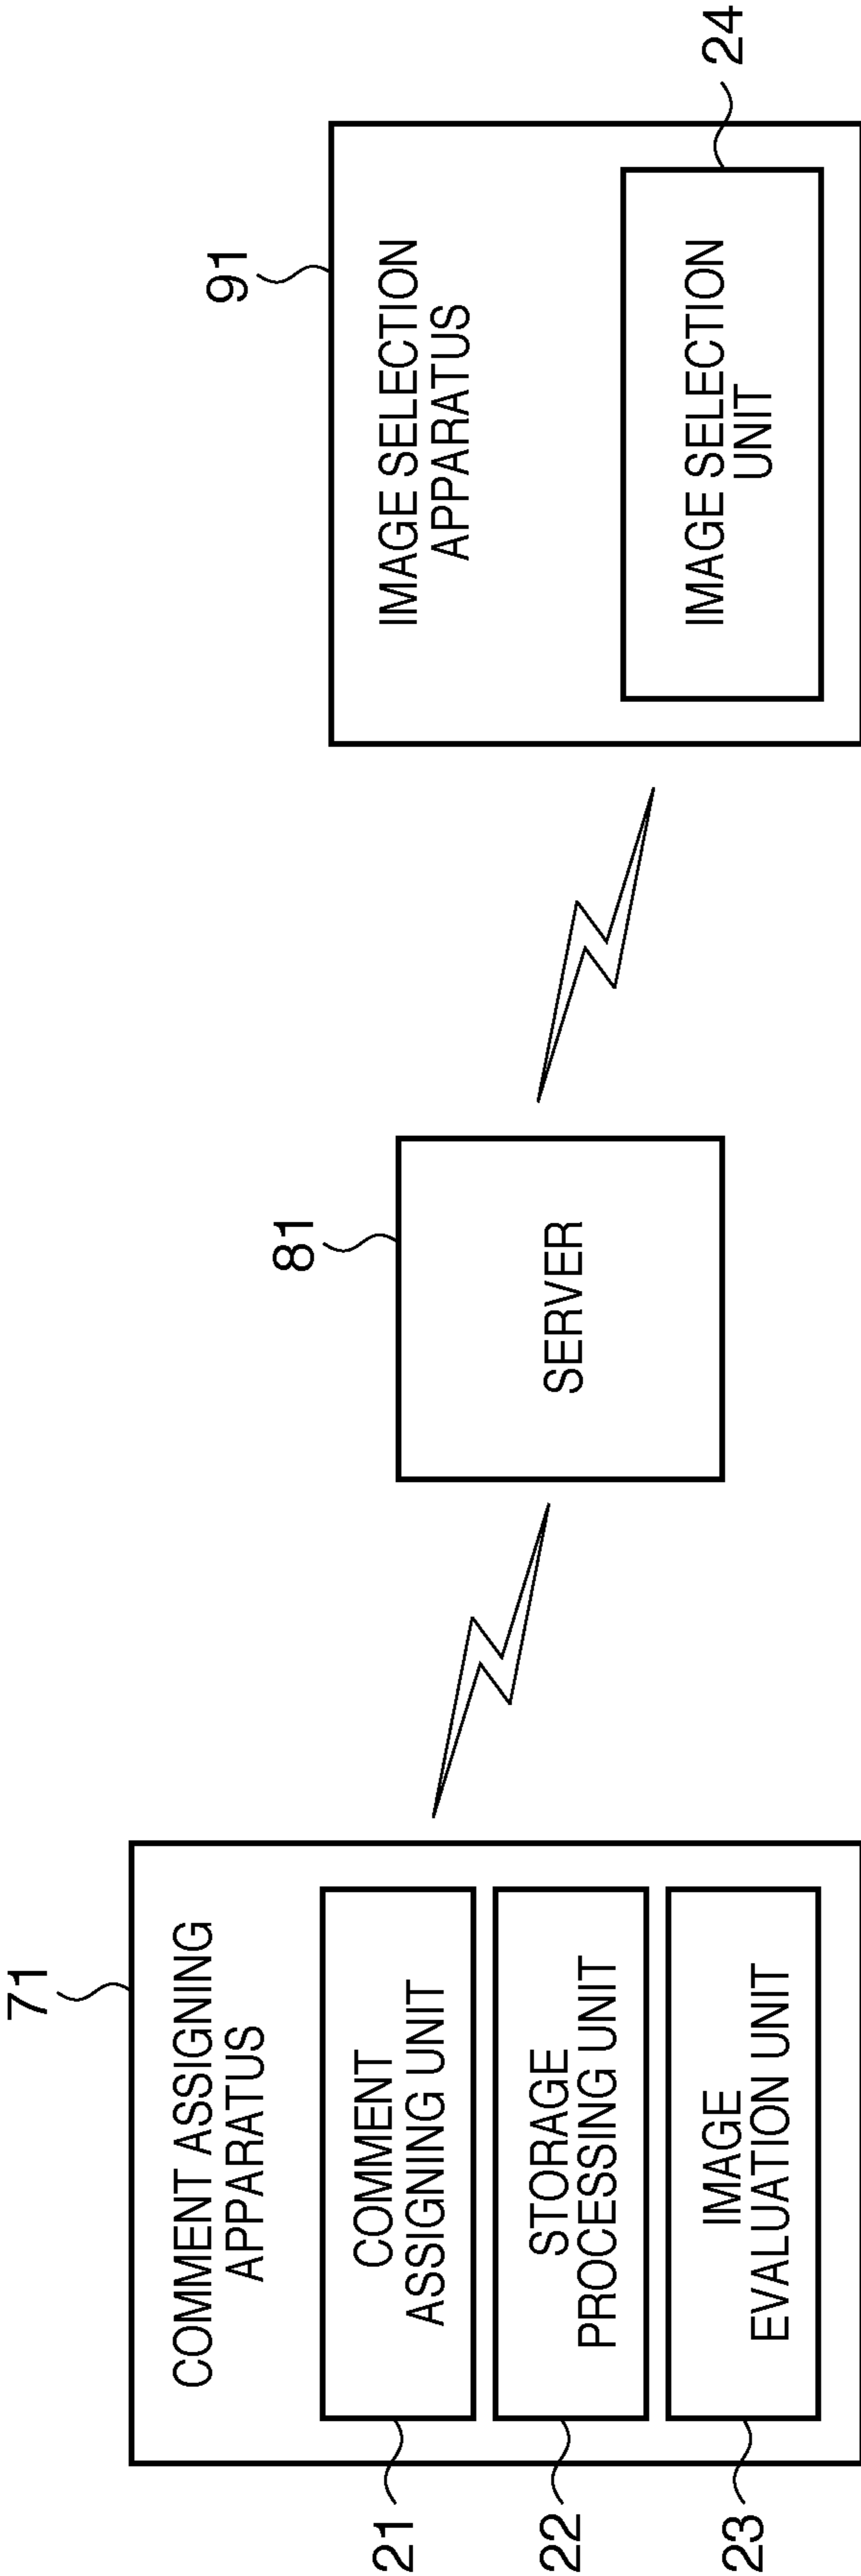 71
COMMENT ASSIGNING
APPARATUS
21
COMMENT
ASSIGNING UNIT
22
STORAGE
PROCESSING UNIT
23
IMAGE
EVALUATION UNIT
81
SERVER
91
IMAGE SELECTION
APPARATUS
IMAGE SELECTION
UNIT
24